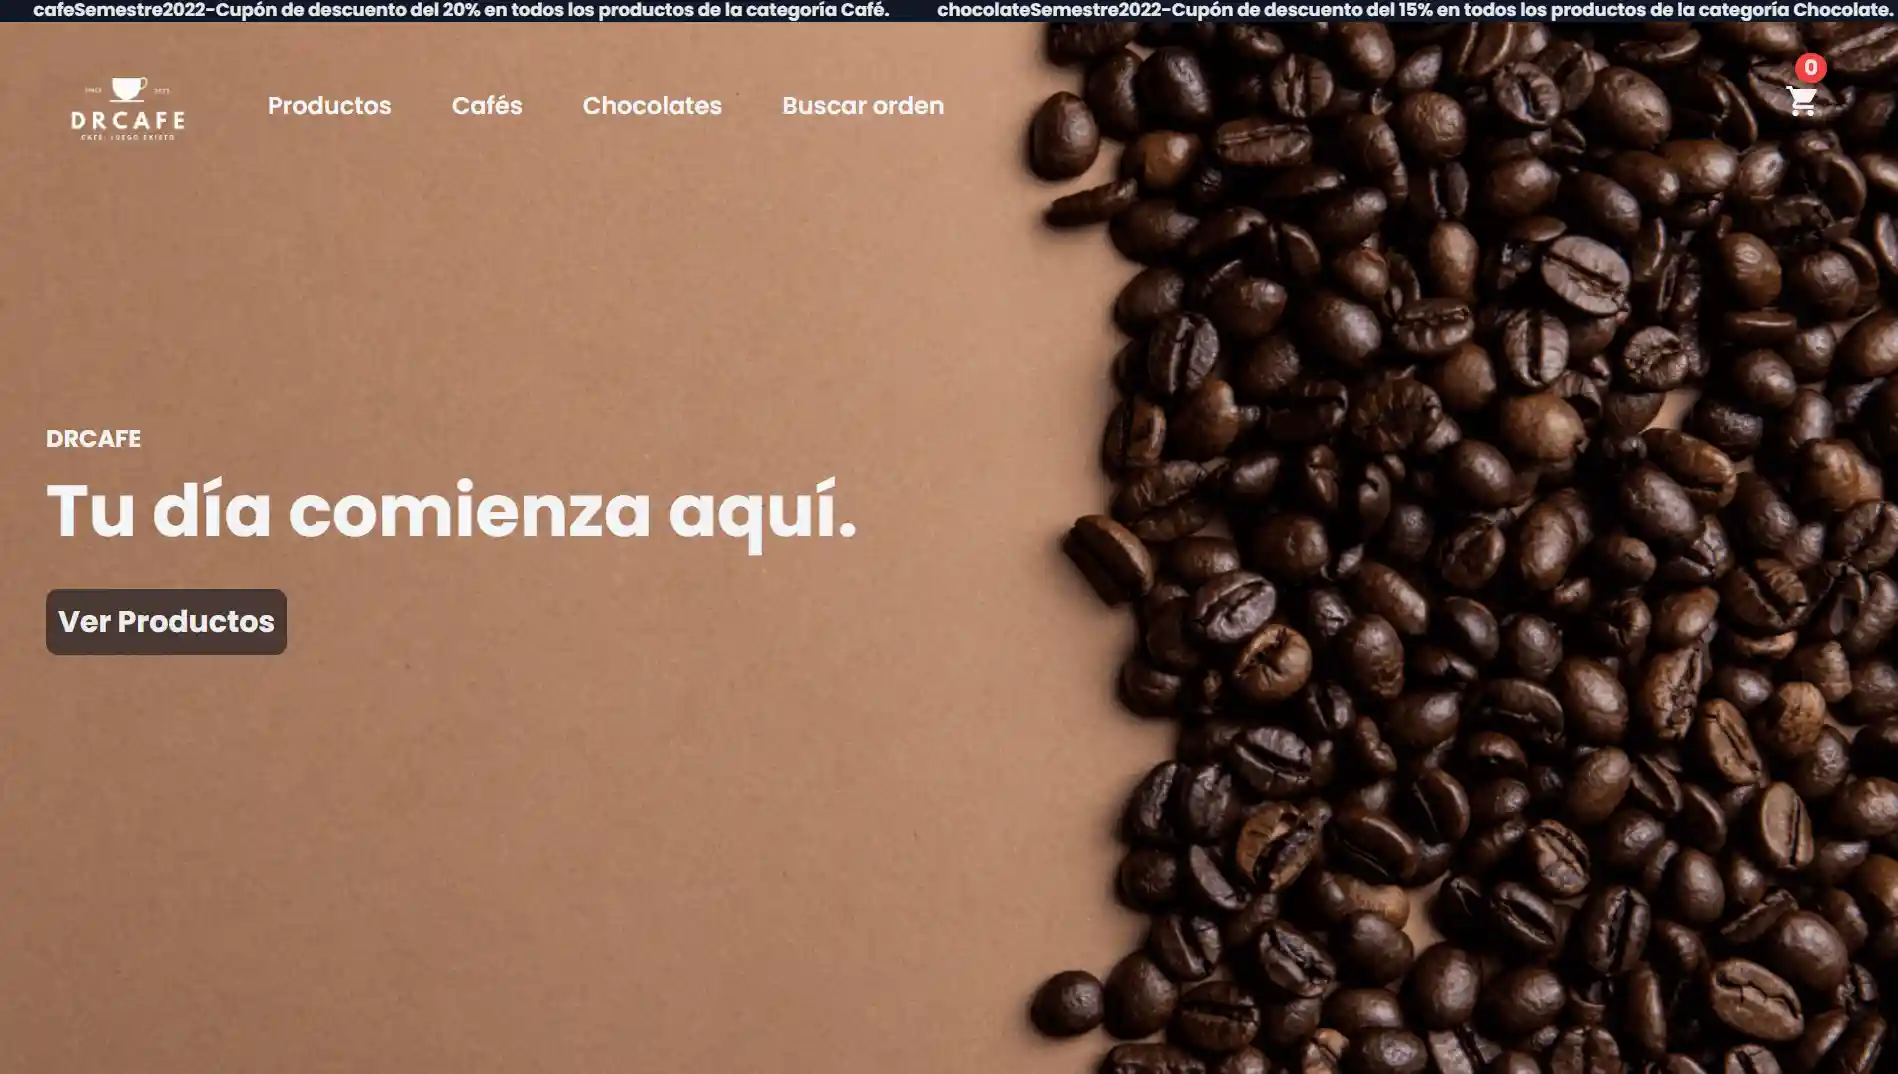 cafeSemestre2022-Cupón de descuento del 20% en todos los productos de la categoría Café. chocolateSemestre2022-Cupón de descuento del 15% en todos los productos de la categoría Chocolate.
0
SINCE 2023
DRCAFE
CAFÉ, LUEGO EXISTO
Productos Cafés Chocolates Buscar orden
DRCAFE
Tu día comienza aquí.
Ver Productos